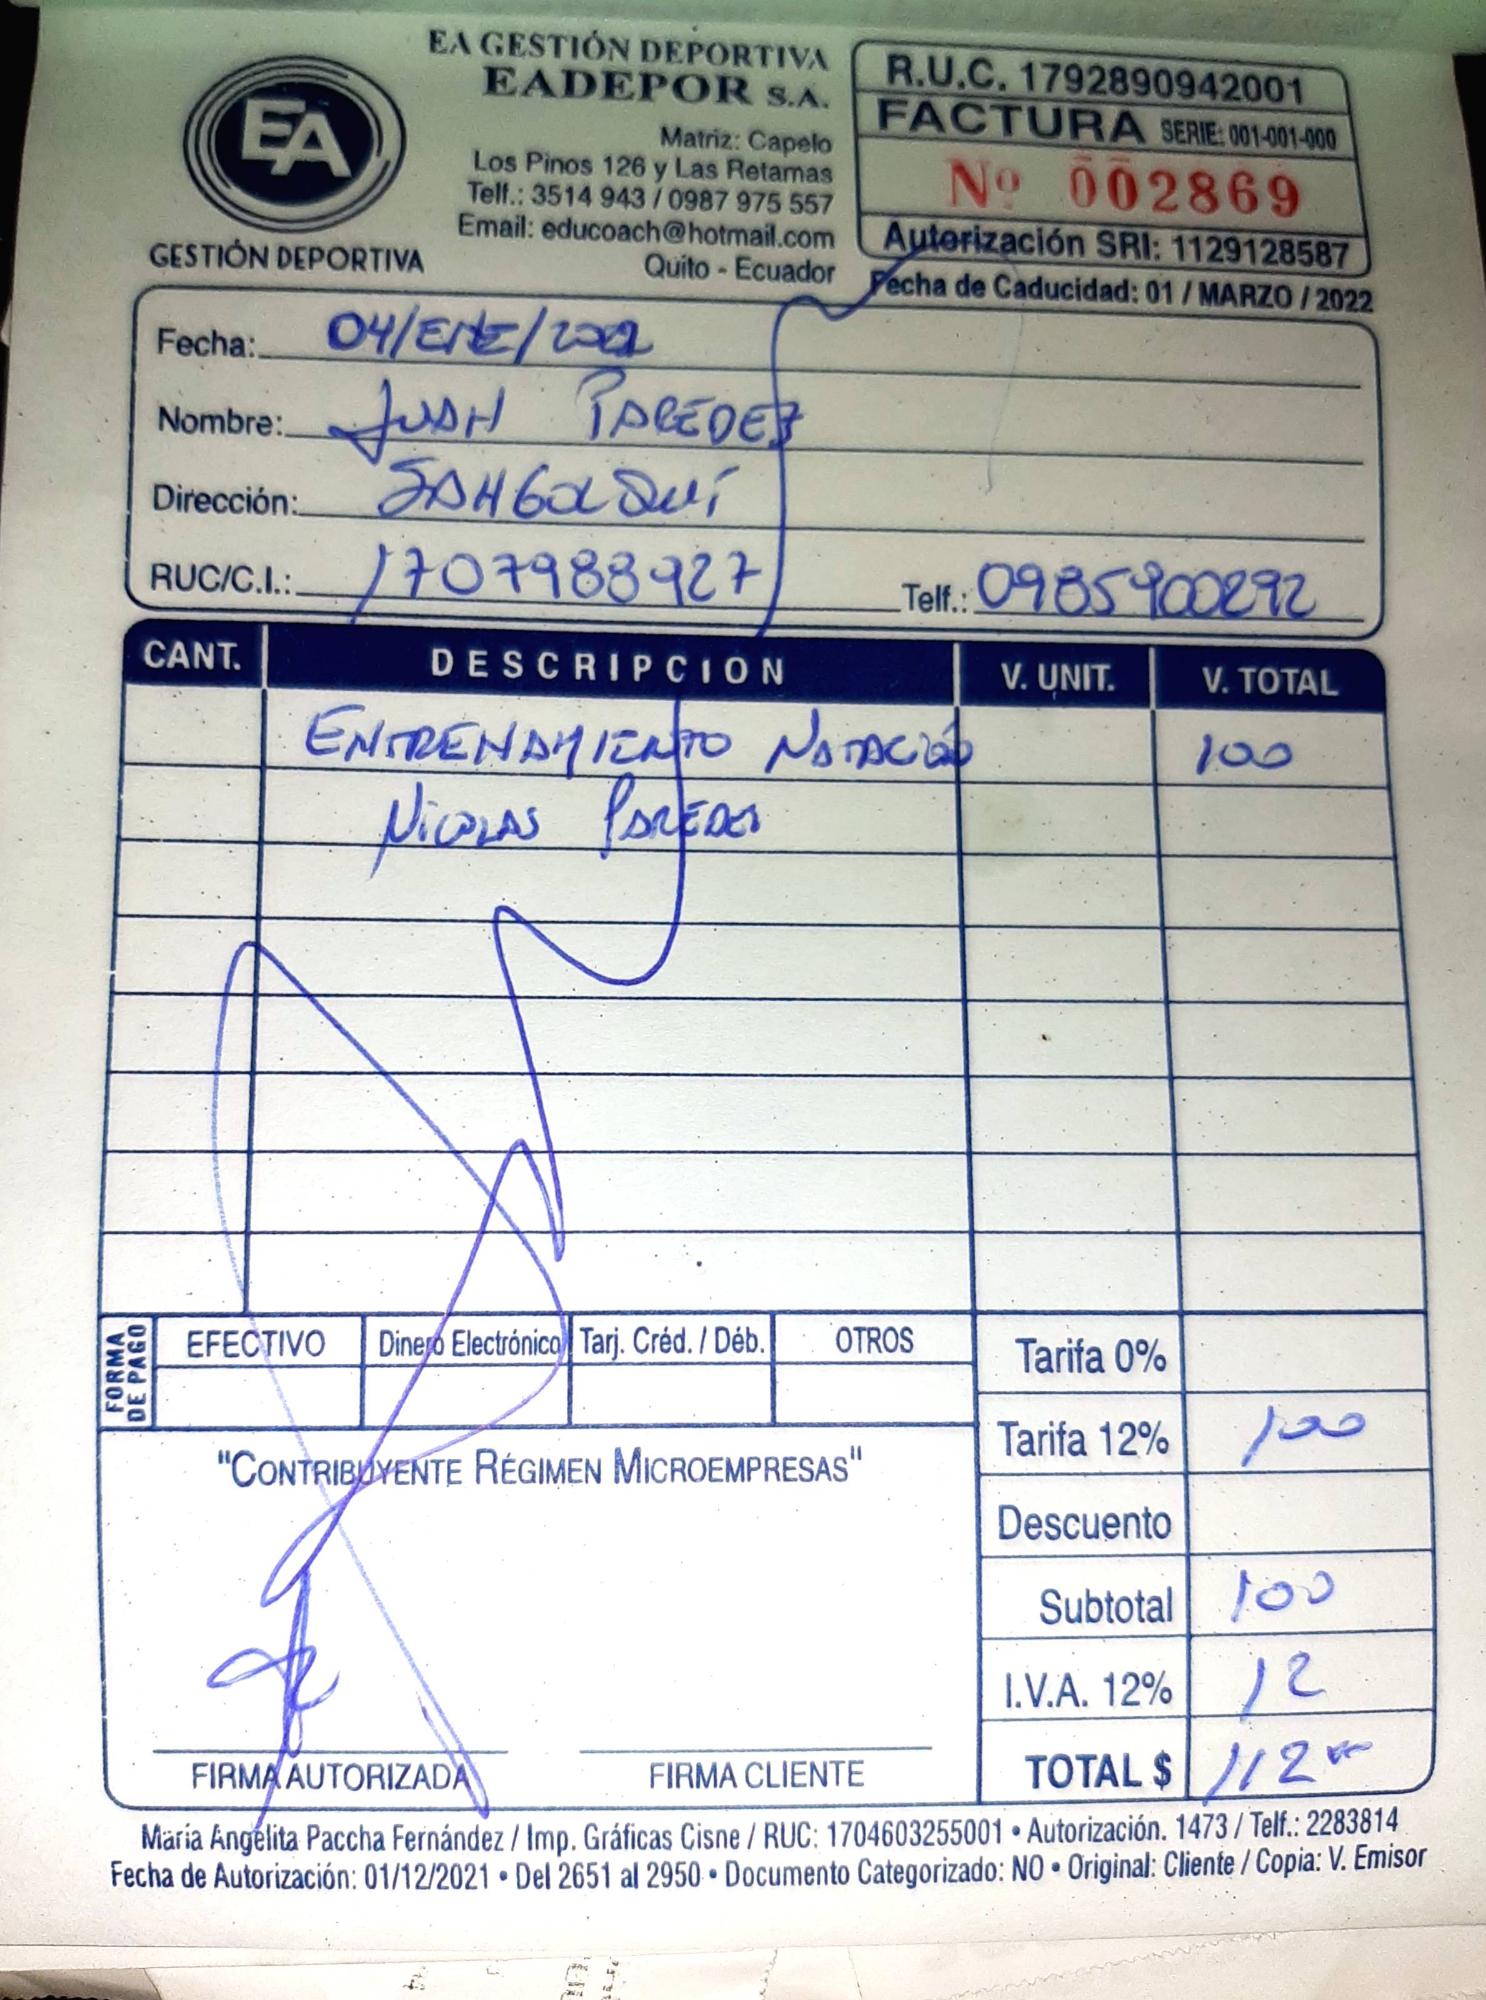 EA GESTIÓN DEPORTIVA
EADEPOR S.A.
Matriz: Capelo
Los Pinos 126 y Las Retamas
Telf.: 3514 943 / 0987 975 557
Email: educoach@hotmail.com
Quito - Ecuador
EA
GESTIÓN DEPORTIVA
R.U.C. 1792890942001
FACTURA SERIE: 001-001-000
Nº 002869
Autorización SRI: 1129128587
Fecha de Caducidad: 01 / MARZO / 2022
Fecha: 04/ENE/2022
Nombre: JUAN PAREDEZ
Dirección: SANGOLQUÍ
RUC/C.I.: 1707988927 Telf.: 0985900292
CANT. DESCRIPCION V. UNIT. V. TOTAL
ENTRENAMIENTO NATACIÓN 100
NICOLAS PAREDES
FORMA DE PAGO
EFECTIVO Dinero Electrónico Tarj. Créd. / Déb. OTROS
Tarifa 0%
Tarifa 12% 100
"CONTRIBUYENTE RÉGIMEN MICROEMPRESAS"
Descuento
Subtotal 100
I.V.A. 12% 12
TOTAL $ 112
FIRMA AUTORIZADA FIRMA CLIENTE
María Angélita Paccha Fernández / Imp. Gráficas Cisne / RUC: 1704603255001 • Autorización. 1473 / Telf.: 2283814
Fecha de Autorización: 01/12/2021 • Del 2651 al 2950 • Documento Categorizado: NO • Original: Cliente / Copia: V. Emisor